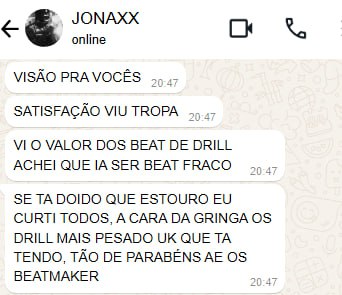 JONAXX
online
VISÃO PRA VOCÊS 20:47
SATISFAÇÃO VIU TROPA 20:47
VI O VALOR DOS BEAT DE DRILL
ACHEI QUE IA SER BEAT FRACO 20:47
SE TA DOIDO QUE ESTOURO EU
CURTI TODOS, A CARA DA GRINGA OS
DRILL MAIS PESADO UK QUE TA
TENDO, TÃO DE PARABÉNS AE OS
BEATMAKER 20:47